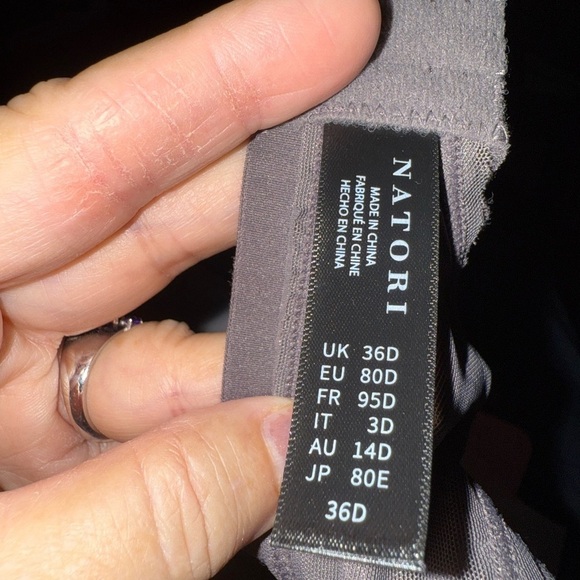 NATORI
MADE IN CHINA
FABRIQUÉ EN CHINE
HECHO EN CHINA
UK 36D
EU 80D
FR 95D
IT 3D
AU 14D
JP 80E
36D